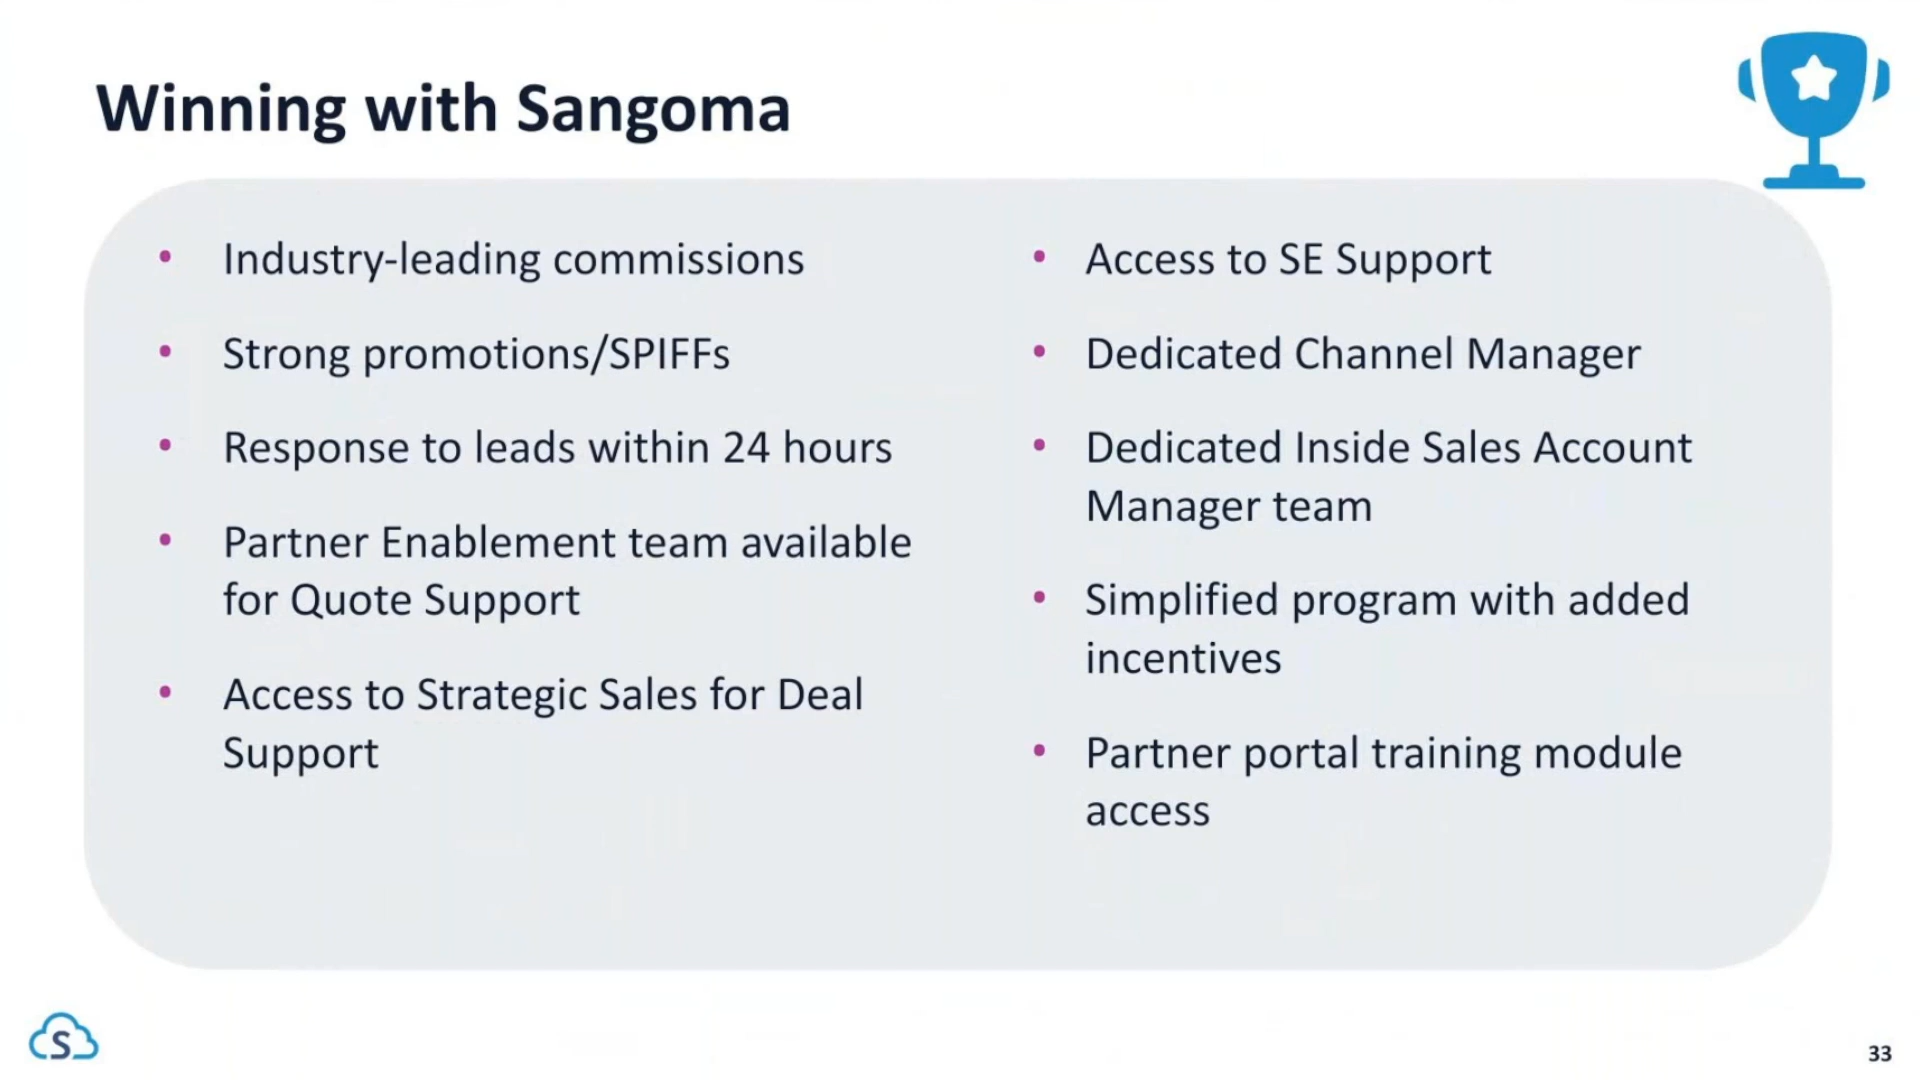 Winning with Sangoma
• Industry-leading commissions
• Strong promotions/SPIFFs
• Response to leads within 24 hours
• Partner Enablement team available
for Quote Support
• Access to Strategic Sales for Deal
Support
• Access to SE Support
• Dedicated Channel Manager
• Dedicated Inside Sales Account
Manager team
• Simplified program with added
incentives
• Partner portal training module
access
S
33